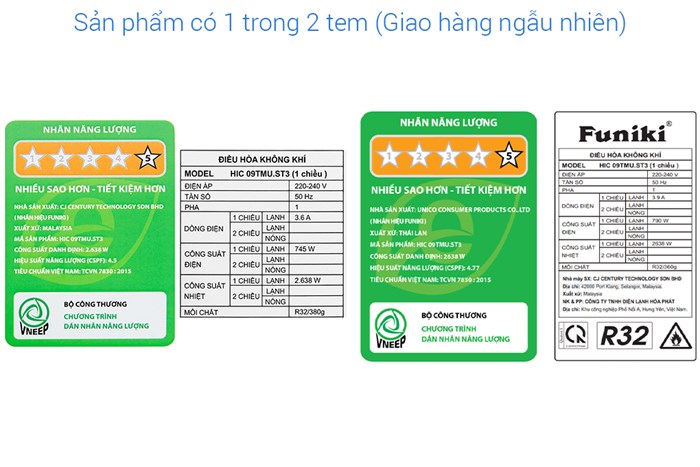 Sản phẩm có 1 trong 2 tem (Giao hàng ngẫu nhiên)
NHÃN NĂNG LƯỢNG
1 2 3 4 5
NHIỀU SAO HƠN - TIẾT KIỆM HƠN
NHÀ SẢN XUẤT: CJ CENTURY TECHNOLOGY SDN BHD
(NHÃN HIỆU FUNIKI)
XUẤT XỨ: MALAYSIA
MÃ SẢN PHẨM: HIC 09TMU.ST3
CÔNG SUẤT DANH ĐỊNH: 2.638 W
HIỆU SUẤT NĂNG LƯỢNG (CSPF): 4.5
TIÊU CHUẨN VIỆT NAM: TCVN 7830 : 2015
VNEEP
BỘ CÔNG THƯƠNG
CHƯƠNG TRÌNH
DÁN NHÃN NĂNG LƯỢNG
ĐIỀU HÒA KHÔNG KHÍ
MODEL HIC 09TMU.ST3 (1 chiều)
ĐIỆN ÁP 220-240 V
TẦN SỐ 50 Hz
PHA 1
DÒNG ĐIỆN 1 CHIỀU LẠNH 3.6 A
2 CHIỀU LẠNH
NÓNG
CÔNG SUẤT ĐIỆN 1 CHIỀU LẠNH 745 W
2 CHIỀU LẠNH
NÓNG
CÔNG SUẤT NHIỆT 1 CHIỀU LẠNH 2.638 W
2 CHIỀU LẠNH
NÓNG
MÔI CHẤT R32/380g
NHÃN NĂNG LƯỢNG
1 2 3 4 5
NHIỀU SAO HƠN - TIẾT KIỆM HƠN
NHÀ SẢN XUẤT: UNICO CONSUMER PRODUCTS CO.,LTD
(NHÃN HIỆU FUNIKI)
XUẤT XỨ: THÁI LAN
MÃ SẢN PHẨM: HIC 09TMU.ST3
CÔNG SUẤT DANH ĐỊNH: 2638 W
HIỆU SUẤT NĂNG LƯỢNG (CSPF): 4,77
TIÊU CHUẨN VIỆT NAM: TCVN 7830 : 2015
VNEEP
BỘ CÔNG THƯƠNG
CHƯƠNG TRÌNH
DÁN NHÃN NĂNG LƯỢNG
Funiki®
ĐIỀU HÒA KHÔNG KHÍ
MODEL HIC 09TMU.ST3 (1 chiều)
ĐIỆN ÁP 220-240 V
TẦN SỐ 50 Hz
PHA 1
DÒNG ĐIỆN 1 CHIỀU LẠNH 3.9 A
2 CHIỀU LẠNH
NÓNG
CÔNG SUẤT ĐIỆN 1 CHIỀU LẠNH 790 W
2 CHIỀU LẠNH
NÓNG
CÔNG SUẤT NHIỆT 1 CHIỀU LẠNH 2638 W
2 CHIỀU LẠNH
NÓNG
MÔI CHẤT R32/360g
Nhà máy SX: CJ CENTURY TECHNOLOGY SDN BHD
Địa chỉ: 42000 Port Klang, Selangor, Malaysia.
Xuất xứ: Malaysia
NK & PP: CÔNG TY TNHH ĐIỆN LẠNH HÒA PHÁT
Địa chỉ: Khu công nghiệp Phố Nối A, Hưng Yên, Việt Nam.
R32